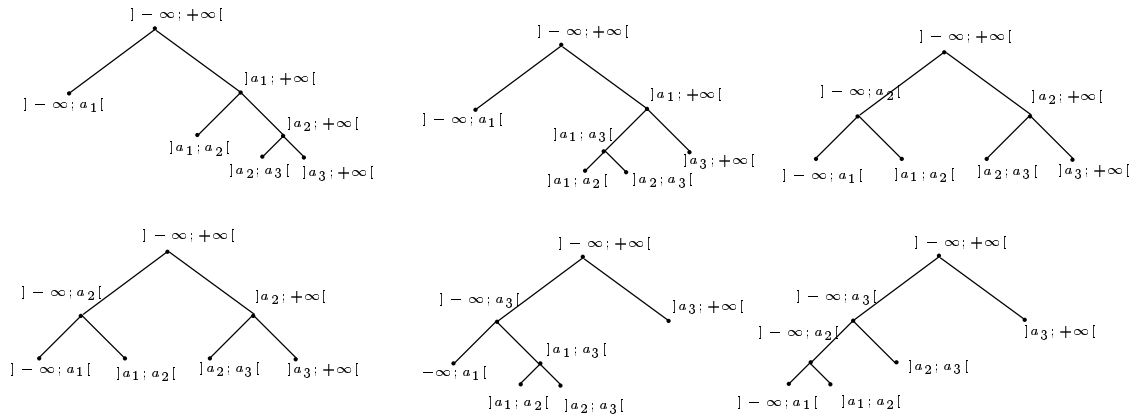 ] − ∞; +∞[
]a1; +∞[
] − ∞; a1[
]a2; +∞[
]a1; a2[
]a2; a3[
]a3; +∞[
] − ∞; +∞[
]a1; +∞[
] − ∞; a1[
]a1; a3[
]a3; +∞[
]a1; a2[
]a2; a3[
] − ∞; +∞[
] − ∞; a2[
]a2; +∞[
] − ∞; a1[
]a1; a2[
]a2; a3[
]a3; +∞[
] − ∞; +∞[
] − ∞; a2[
]a2; +∞[
] − ∞; a1[
]a1; a2[
]a2; a3[
]a3; +∞[
] − ∞; +∞[
] − ∞; a3[
]a3; +∞[
−∞; a1[
]a1; a3[
]a1; a2[
]a2; a3[
] − ∞; +∞[
] − ∞; a3[
] − ∞; a2[
]a3; +∞[
]a2; a3[
] − ∞; a1[
]a1; a2[